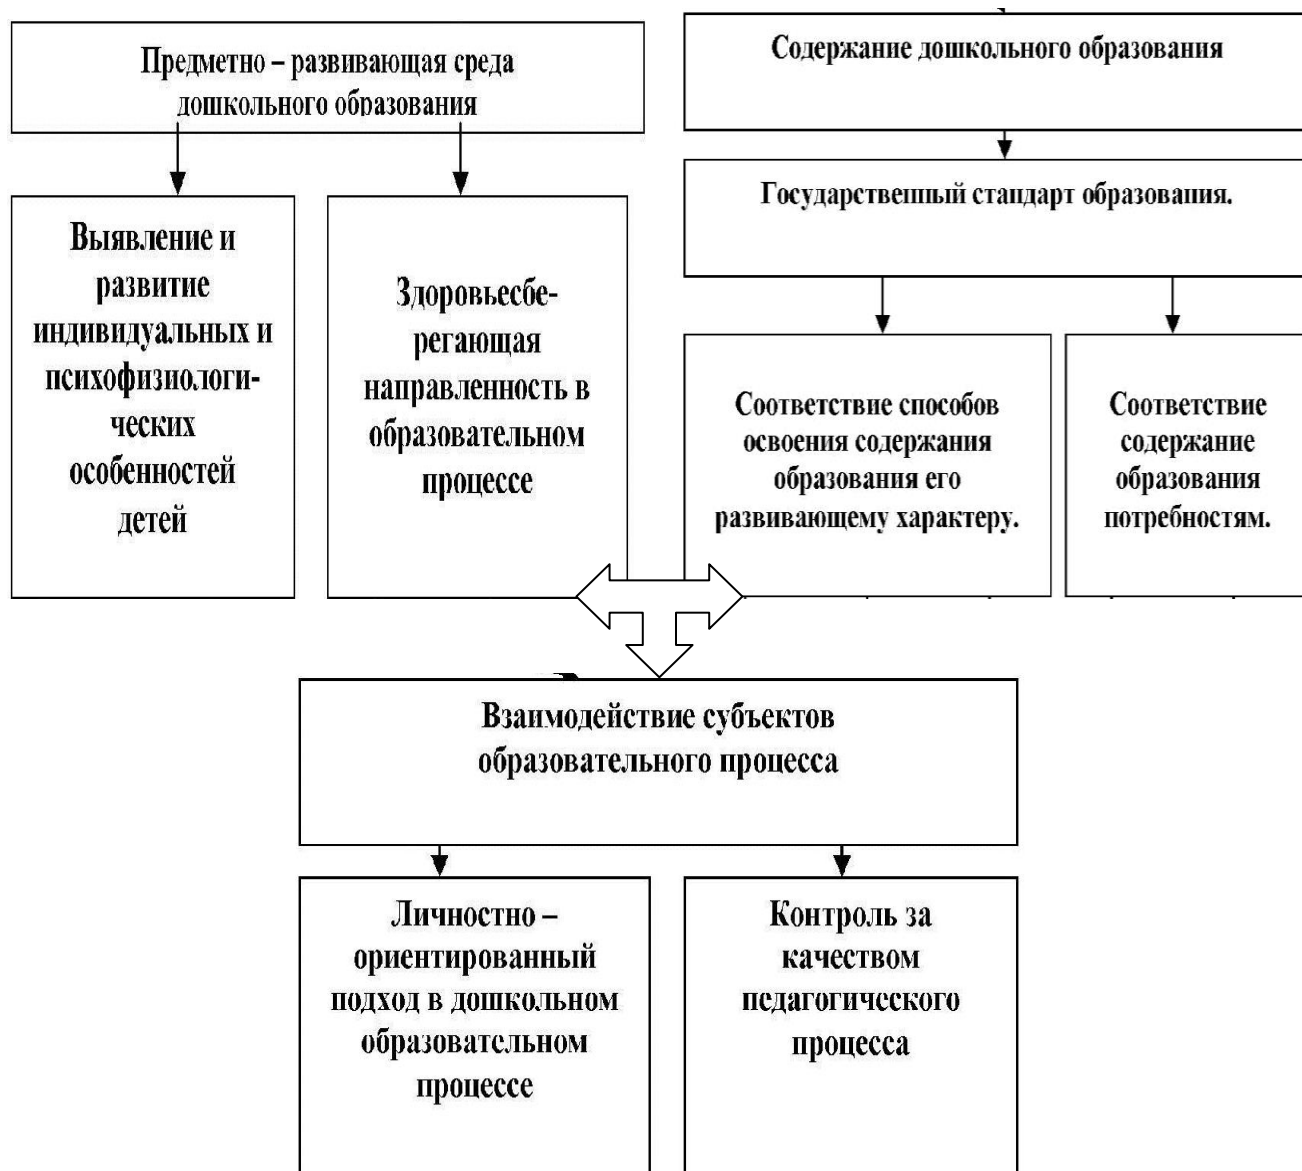 Предметно – развивающая среда
дошкольного образования
Содержание дошкольного образования
Государственный стандарт образования.
Выявление и
развитие
индивидуальных и
психофизиологи-
ческих
особенностей
детей
Здоровьесбе-
регающая
направленность в
образовательном
процессе
Соответствие способов
освоения содержания
образования его
развивающему характеру.
Соответствие
содержание
образования
потребностям.
Взаимодействие субъектов
образовательного процесса
Личностно –
ориентированный
подход в дошкольном
образовательном
процессе
Контроль за
качеством
педагогического
процесса